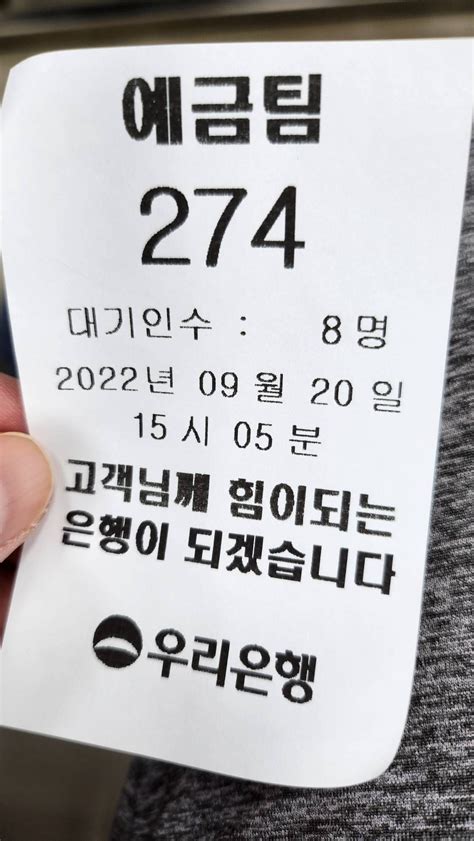 예금팀
274
대기인수 : 8명
2022년 09월 20일
15시 05분
고객님께 힘이되는
은행이 되겠습니다
우리은행